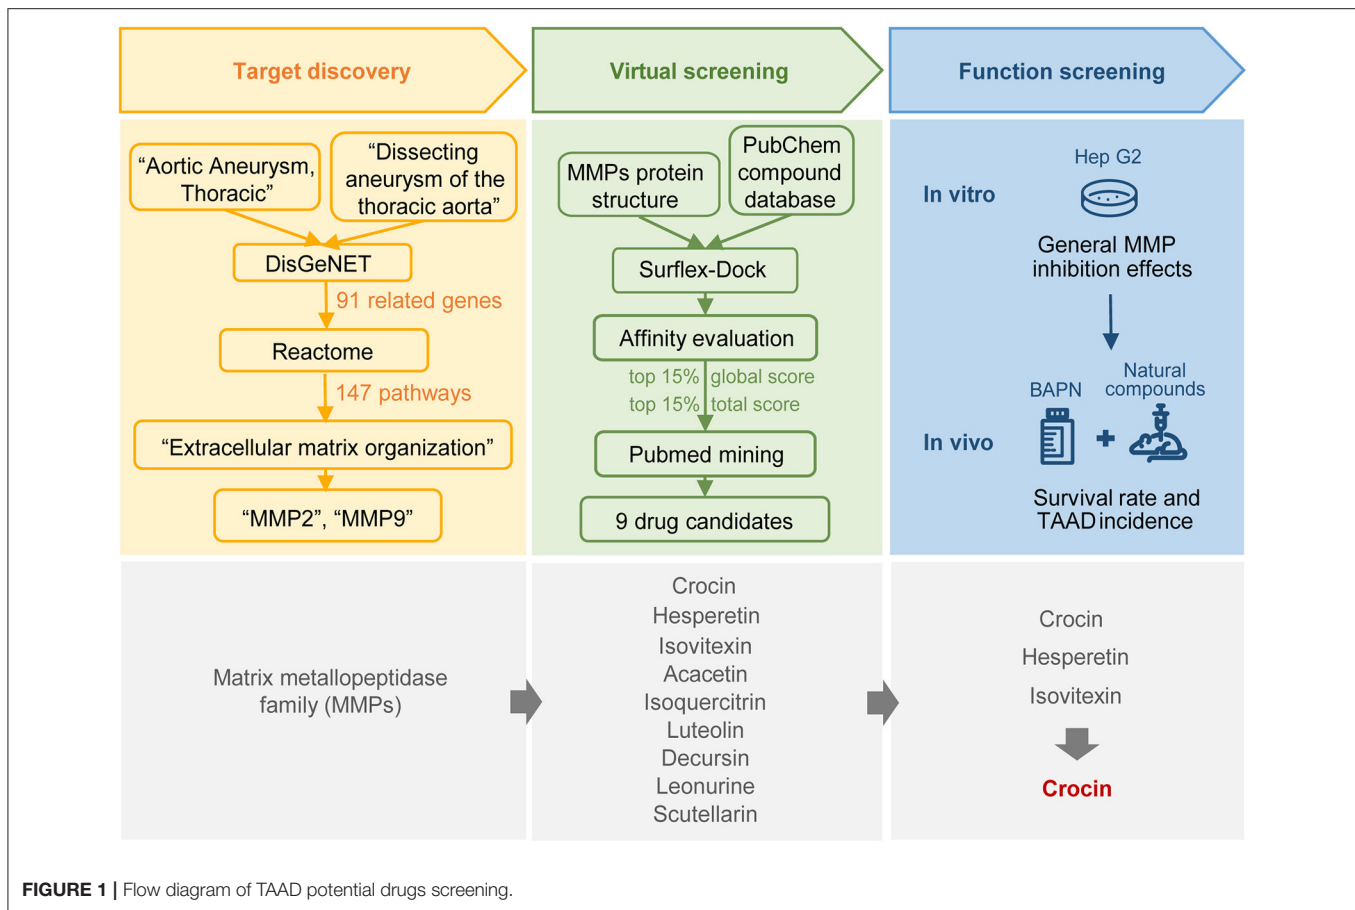 Target discovery
Virtual screening
Function screening
“Aortic Aneurysm,
Thoracic”
“Dissecting
aneurysm of the
thoracic aorta”
DisGeNET
91 related genes
Reactome
147 pathways
“Extracellular matrix organization”
“MMP2”, “MMP9”
MMPs protein
structure
PubChem
compound
database
Surflex-Dock
Affinity evaluation
top 15% global score
top 15% total score
Pubmed mining
9 drug candidates
Hep G2
In vitro
General MMP
inhibition effects
BAPN
Natural
compounds
In vivo
Survival rate and
TAAD incidence
Matrix metallopeptidase
family (MMPs)
Crocin
Hesperetin
Isovitexin
Acacetin
Isoquercitrin
Luteolin
Decursin
Leonurine
Scutellarin
Crocin
Hesperetin
Isovitexin
Crocin
FIGURE 1 | Flow diagram of TAAD potential drugs screening.